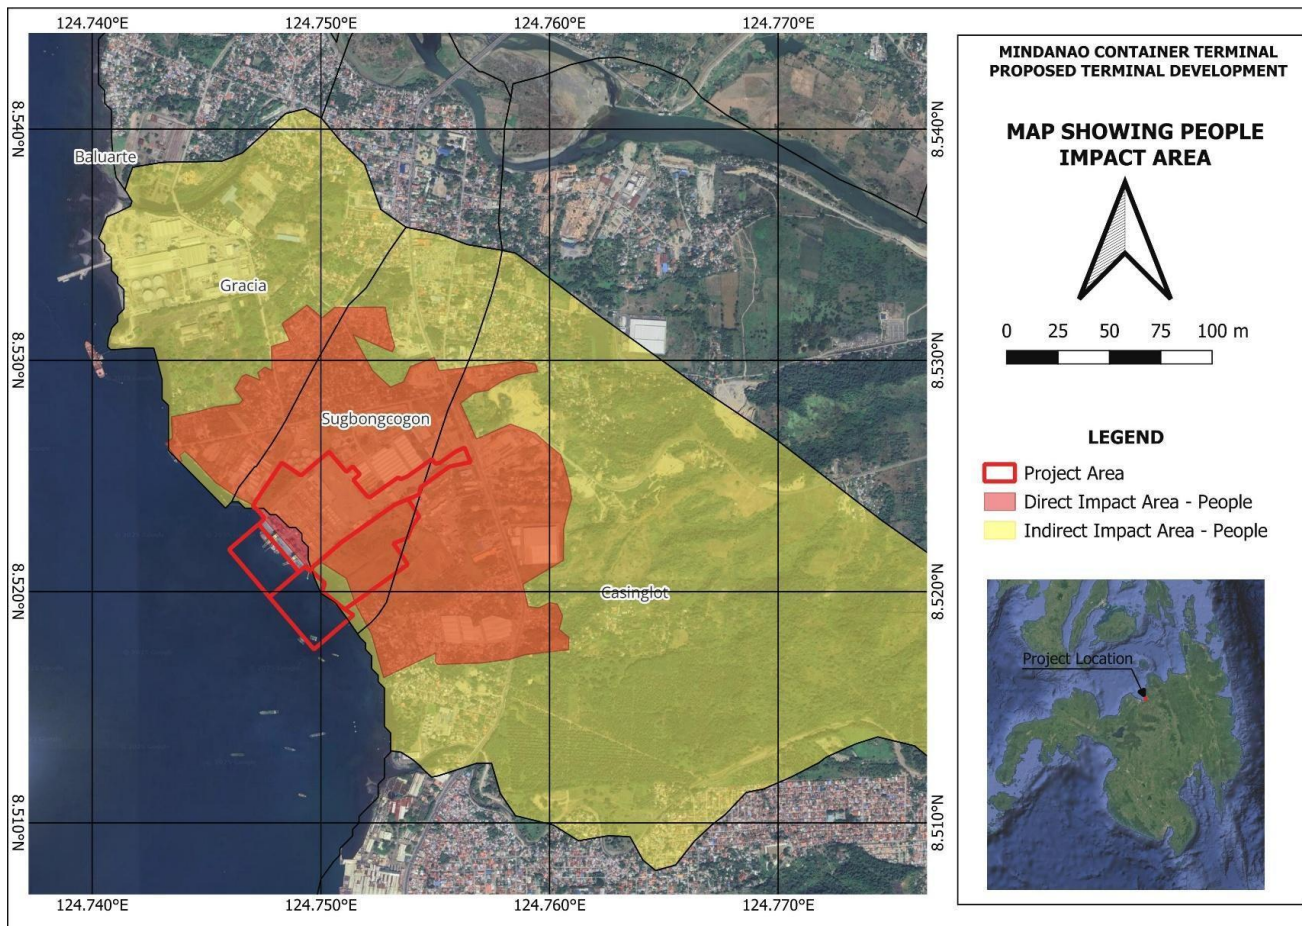 124.740°E 124.750°E 124.760°E 124.770°E
8.540°N 8.540°N
8.530°N 8.530°N
8.520°N 8.520°N
8.510°N 8.510°N
124.740°E 124.750°E 124.760°E 124.770°E
Baluarte
Gracia
Sugbongcogon
Casinglot
MINDANAO CONTAINER TERMINAL
PROPOSED TERMINAL DEVELOPMENT
MAP SHOWING PEOPLE
IMPACT AREA
0 25 50 75 100 m
LEGEND
Project Area
Direct Impact Area - People
Indirect Impact Area - People
Project Location